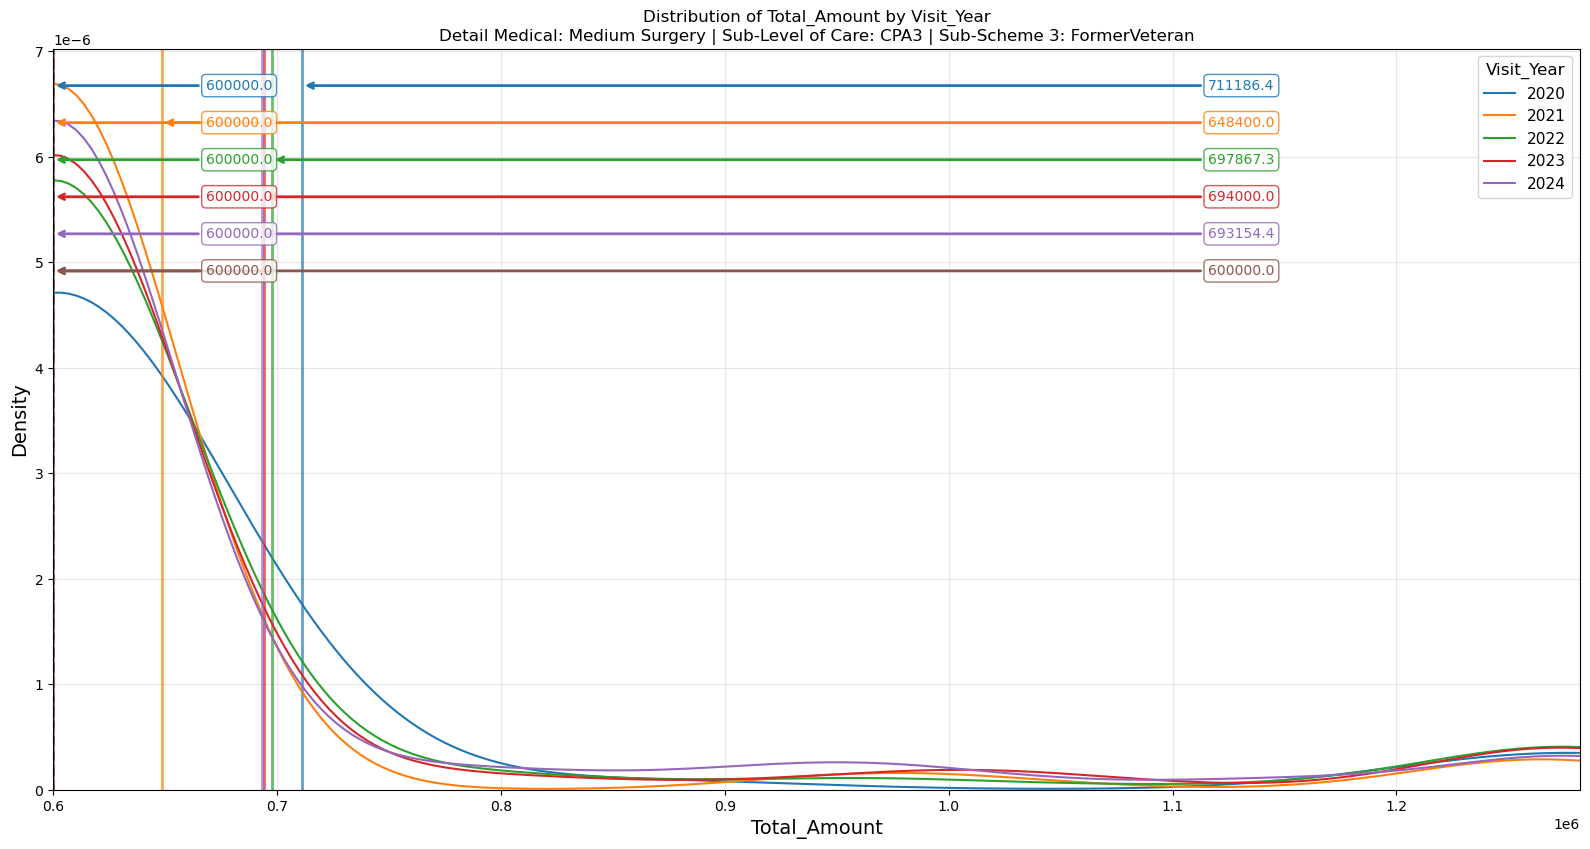 Distribution of Total_Amount by Visit_Year
Detail Medical: Medium Surgery | Sub-Level of Care: CPA3 | Sub-Scheme 3: FormerVeteran
1e−6
7
6
5
4
3
2
1
0
Density
600000.0 711186.4
600000.0 648400.0
600000.0 697867.3
600000.0 694000.0
600000.0 693154.4
600000.0 600000.0
Visit_Year
2020
2021
2022
2023
2024
0.6 0.7 0.8 0.9 1.0 1.1 1.2
1e6
Total_Amount